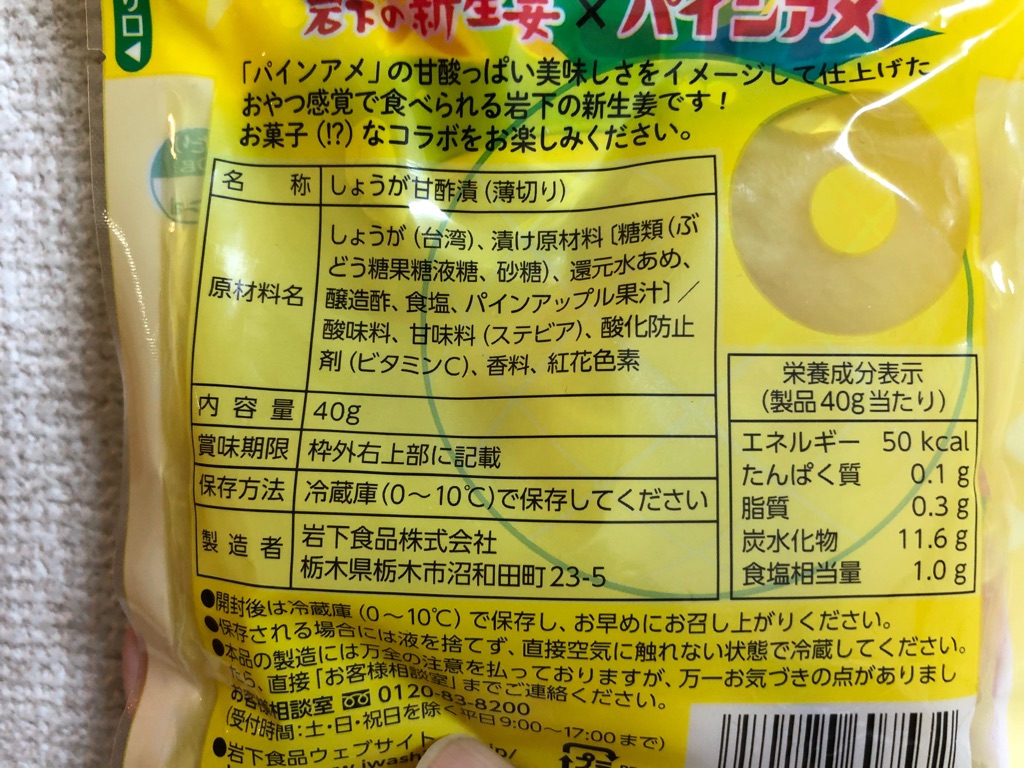 岩下の新生姜×パインアメ
「パインアメ」の甘酸っぱい美味しさをイメージして仕上げた
おやつ感覚で食べられる岩下の新生姜です！
お菓子(!?)なコラボをお楽しみください。
名称 しょうが甘酢漬(薄切り)
原材料名 しょうが(台湾)、漬け原材料〔糖類(ぶ
どう糖果糖液糖、砂糖)、還元水あめ、
醸造酢、食塩、パインアップル果汁〕／
酸味料、甘味料(ステビア)、酸化防止
剤(ビタミンC)、香料、紅花色素
内容量 40g
賞味期限 枠外右上部に記載
保存方法 冷蔵庫(0～10℃)で保存してください
製造者 岩下食品株式会社
栃木県栃木市沼和田町23-5
栄養成分表示
(製品40g当たり)
エネルギー 50 kcal
たんぱく質 0.1 g
脂質 0.3 g
炭水化物 11.6 g
食塩相当量 1.0 g
●開封後は冷蔵庫(0～10℃)で保存し、お早めにお召し上がりください。
●保存される場合には液を捨てず、直接空気に触れない状態で冷蔵してください。
●本品の製造には万全の注意を払っておりますが、万一お気づきの点がありまし
たら、直接「お客様相談室」までご連絡ください。
お客様相談室 0120-83-8200
(受付時間:土・日・祝日を除く平日9:00～17:00まで)
●岩下食品ウェブサイト